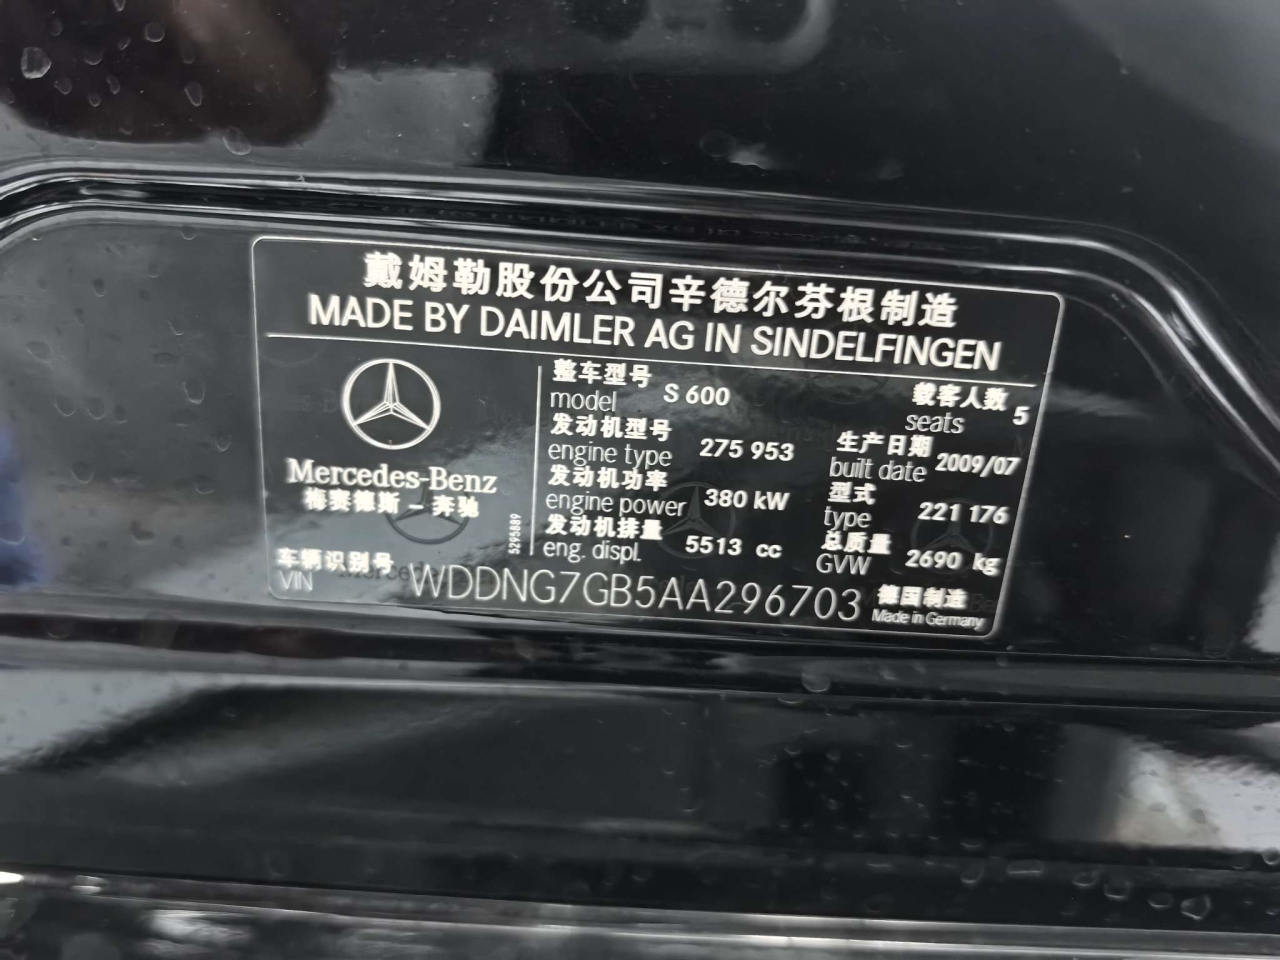 戴姆勒股份公司辛德尔芬根制造
MADE BY DAIMLER AG IN SINDELFINGEN
Mercedes-Benz
梅赛德斯－奔驰
5295889
整车型号
model S 600
载客人数
seats 5
发动机型号
engine type 275 953
生产日期
built date 2009/07
发动机功率
engine power 380 kW
型式
type 221 176
发动机排量
eng. displ. 5513 cc
总质量
GVW 2690 kg
车辆识别号
VIN WDDNG7GB5AA296703
德国制造
Made in Germany